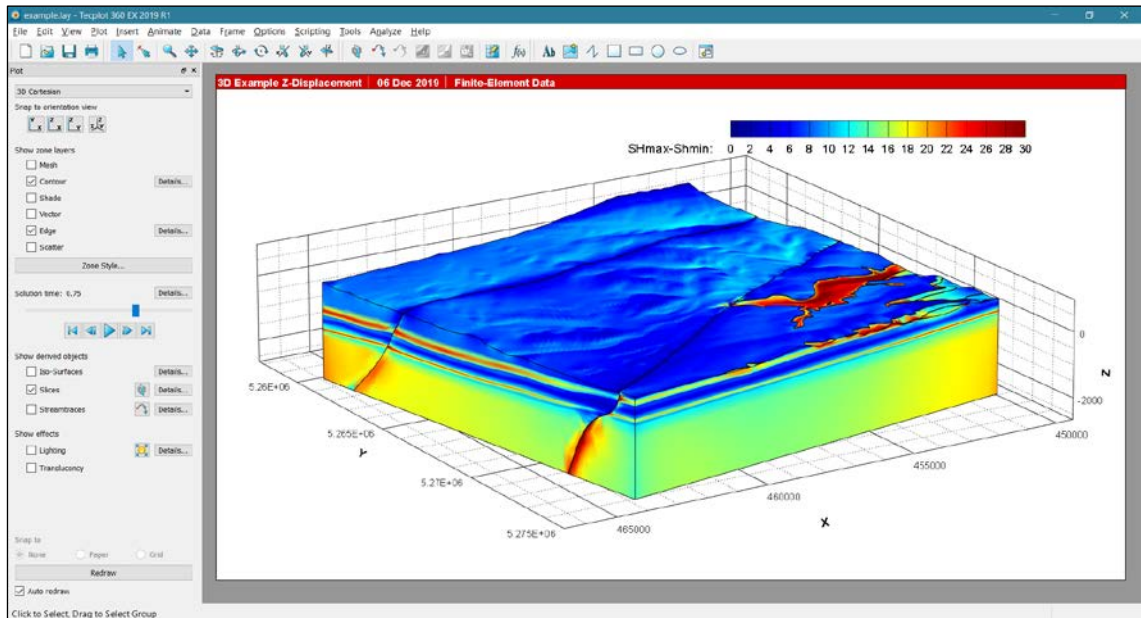 example.lay - Tecplot 360 EX 2019 R1
File Edit View Plot Insert Animate Data Frame Options Scripting Tools Analyze Help
Plot
3D Cartesian
Snap to orientation view
Show zone layers
Mesh
Contour Details...
Shade
Vector
Edge Details...
Scatter
Zone Style...
Solution time: 0.75 Details...
Show derived objects
Iso-Surfaces Details...
Slices Details...
Streamtraces Details...
Show effects
Lighting Details...
Translucency
Snap to
None Paper Grid
Redraw
Auto redraw
Click to Select, Drag to Select Group
3D Example Z-Displacement | 06 Dec 2019 | Finite-Element Data
SHmax-Shmin: 0 2 4 6 8 10 12 14 16 18 20 22 24 26 28 30
0
Z
-2000
5.26E+06
5.265E+06
Y
5.27E+06
5.275E+06
450000
455000
460000
X
465000